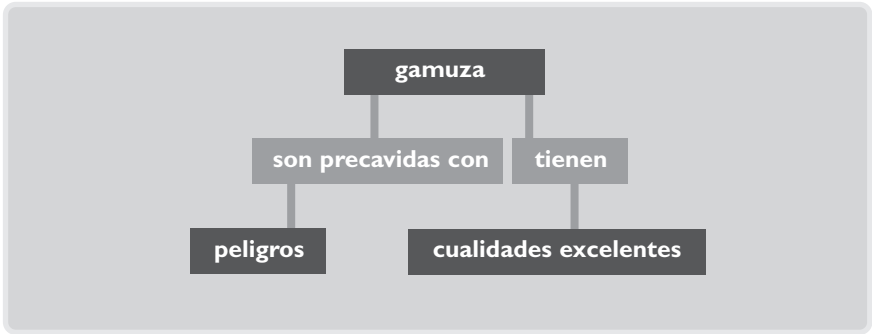 gamuza
son precavidas con
tienen
peligros
cualidades excelentes